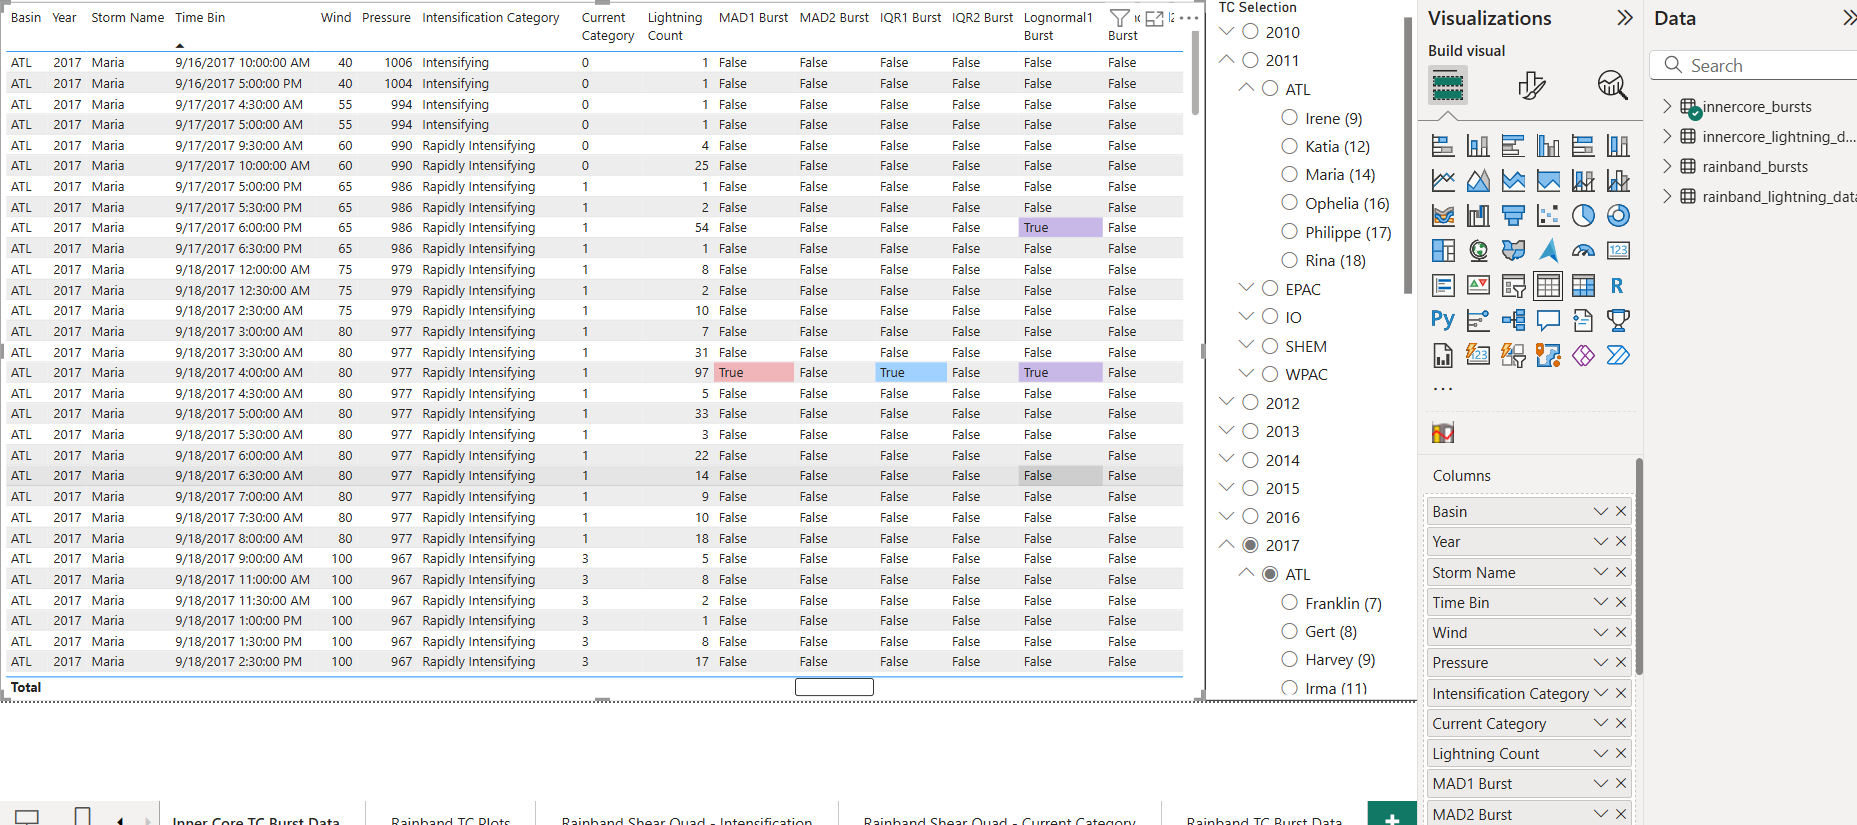 Basin Year Storm Name Time Bin Wind Pressure Intensification Category Current Category Lightning Count MAD1 Burst MAD2 Burst IQR1 Burst IQR2 Burst Lognormal1 Burst Burst
ATL 2017 Maria 9/16/2017 10:00:00 AM 40 1006 Intensifying 0 1 False False False False False False
ATL 2017 Maria 9/16/2017 5:00:00 PM 40 1004 Intensifying 0 1 False False False False False False
ATL 2017 Maria 9/17/2017 4:30:00 AM 55 994 Intensifying 0 1 False False False False False False
ATL 2017 Maria 9/17/2017 5:00:00 AM 55 994 Intensifying 0 1 False False False False False False
ATL 2017 Maria 9/17/2017 9:30:00 AM 60 990 Rapidly Intensifying 0 4 False False False False False False
ATL 2017 Maria 9/17/2017 10:00:00 AM 60 990 Rapidly Intensifying 0 25 False False False False False False
ATL 2017 Maria 9/17/2017 5:00:00 PM 65 986 Rapidly Intensifying 1 1 False False False False False False
ATL 2017 Maria 9/17/2017 5:30:00 PM 65 986 Rapidly Intensifying 1 2 False False False False False False
ATL 2017 Maria 9/17/2017 6:00:00 PM 65 986 Rapidly Intensifying 1 54 False False False False True False
ATL 2017 Maria 9/17/2017 6:30:00 PM 65 986 Rapidly Intensifying 1 1 False False False False False False
ATL 2017 Maria 9/18/2017 12:00:00 AM 75 979 Rapidly Intensifying 1 8 False False False False False False
ATL 2017 Maria 9/18/2017 12:30:00 AM 75 979 Rapidly Intensifying 1 2 False False False False False False
ATL 2017 Maria 9/18/2017 2:30:00 AM 75 979 Rapidly Intensifying 1 10 False False False False False False
ATL 2017 Maria 9/18/2017 3:00:00 AM 80 977 Rapidly Intensifying 1 7 False False False False False False
ATL 2017 Maria 9/18/2017 3:30:00 AM 80 977 Rapidly Intensifying 1 31 False False False False False False
ATL 2017 Maria 9/18/2017 4:00:00 AM 80 977 Rapidly Intensifying 1 97 True False True False True False
ATL 2017 Maria 9/18/2017 4:30:00 AM 80 977 Rapidly Intensifying 1 5 False False False False False False
ATL 2017 Maria 9/18/2017 5:00:00 AM 80 977 Rapidly Intensifying 1 33 False False False False False False
ATL 2017 Maria 9/18/2017 5:30:00 AM 80 977 Rapidly Intensifying 1 3 False False False False False False
ATL 2017 Maria 9/18/2017 6:00:00 AM 80 977 Rapidly Intensifying 1 22 False False False False False False
ATL 2017 Maria 9/18/2017 6:30:00 AM 80 977 Rapidly Intensifying 1 14 False False False False False False
ATL 2017 Maria 9/18/2017 7:00:00 AM 80 977 Rapidly Intensifying 1 9 False False False False False False
ATL 2017 Maria 9/18/2017 7:30:00 AM 80 977 Rapidly Intensifying 1 10 False False False False False False
ATL 2017 Maria 9/18/2017 8:00:00 AM 80 977 Rapidly Intensifying 1 18 False False False False False False
ATL 2017 Maria 9/18/2017 9:00:00 AM 100 967 Rapidly Intensifying 3 5 False False False False False False
ATL 2017 Maria 9/18/2017 11:00:00 AM 100 967 Rapidly Intensifying 3 8 False False False False False False
ATL 2017 Maria 9/18/2017 11:30:00 AM 100 967 Rapidly Intensifying 3 2 False False False False False False
ATL 2017 Maria 9/18/2017 1:00:00 PM 100 967 Rapidly Intensifying 3 1 False False False False False False
ATL 2017 Maria 9/18/2017 1:30:00 PM 100 967 Rapidly Intensifying 3 8 False False False False False False
ATL 2017 Maria 9/18/2017 2:30:00 PM 100 967 Rapidly Intensifying 3 17 False False False False False False
Total
TC Selection
2010
2011
ATL
Irene (9)
Katia (12)
Maria (14)
Ophelia (16)
Philippe (17)
Rina (18)
EPAC
IO
SHEM
WPAC
2012
2013
2014
2015
2016
2017
ATL
Franklin (7)
Gert (8)
Harvey (9)
Irma (11)
Visualizations
Build visual
123
R
Py
123
Columns
Basin
Year
Storm Name
Time Bin
Wind
Pressure
Intensification Category
Current Category
Lightning Count
MAD1 Burst
MAD2 Burst
Data
Search
innercore_bursts
innercore_lightning_d...
rainband_bursts
rainband_lightning_data
Inner Core TC Burst Data
Rainband TC Plots
Rainband Shear Quad - Intensification
Rainband Shear Quad - Current Category
Rainband TC Burst Data